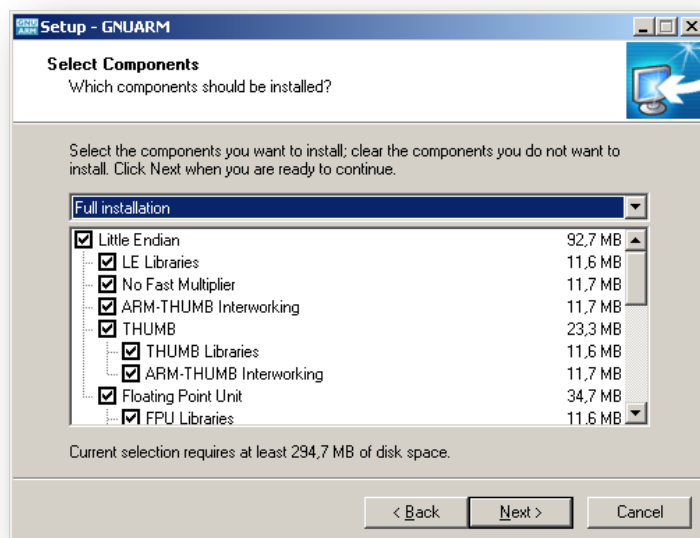 GNU
ARM
Setup - GNUARM
Select Components
Which components should be installed?
Select the components you want to install; clear the components you do not want to
install. Click Next when you are ready to continue.
Full installation
Little Endian 92,7 MB
LE Libraries 11,6 MB
No Fast Multiplier 11,7 MB
ARM-THUMB Interworking 11,7 MB
THUMB 23,3 MB
THUMB Libraries 11,6 MB
ARM-THUMB Interworking 11,7 MB
Floating Point Unit 34,7 MB
FPU Libraries 11,6 MB
Current selection requires at least 294,7 MB of disk space.
< Back Next > Cancel